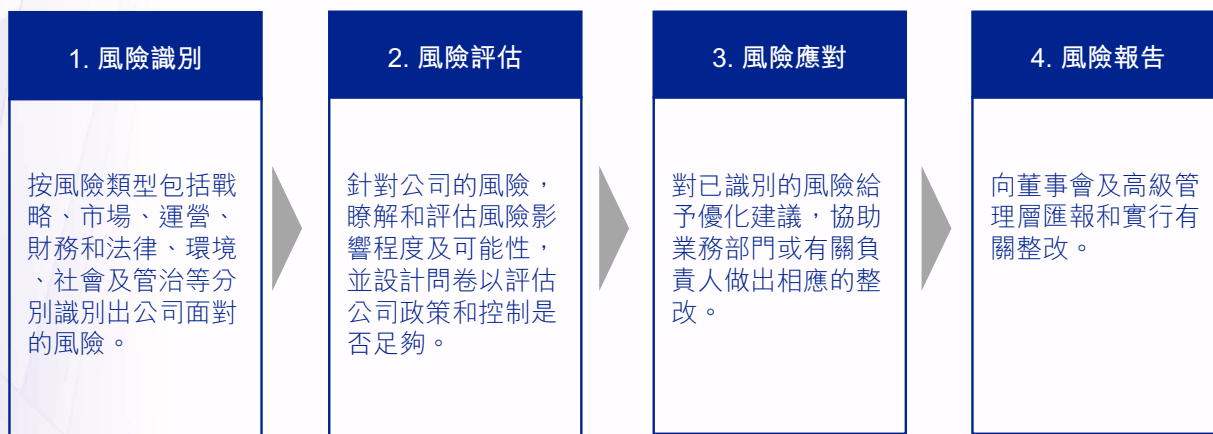 1. 風險識別
按風險類型包括戰
略、市場、運營、
財務和法律、環境
、社會及管治等分
別識別出公司面對
的風險。
2. 風險評估
針對公司的風險，
瞭解和評估風險影
響程度及可能性，
並設計問卷以評估
公司政策和控制是
否足夠。
3. 風險應對
對已識別的風險給
予優化建議，協助
業務部門或有關負
責人做出相應的整
改。
4. 風險報告
向董事會及高級管
理層匯報和實行有
關整改。